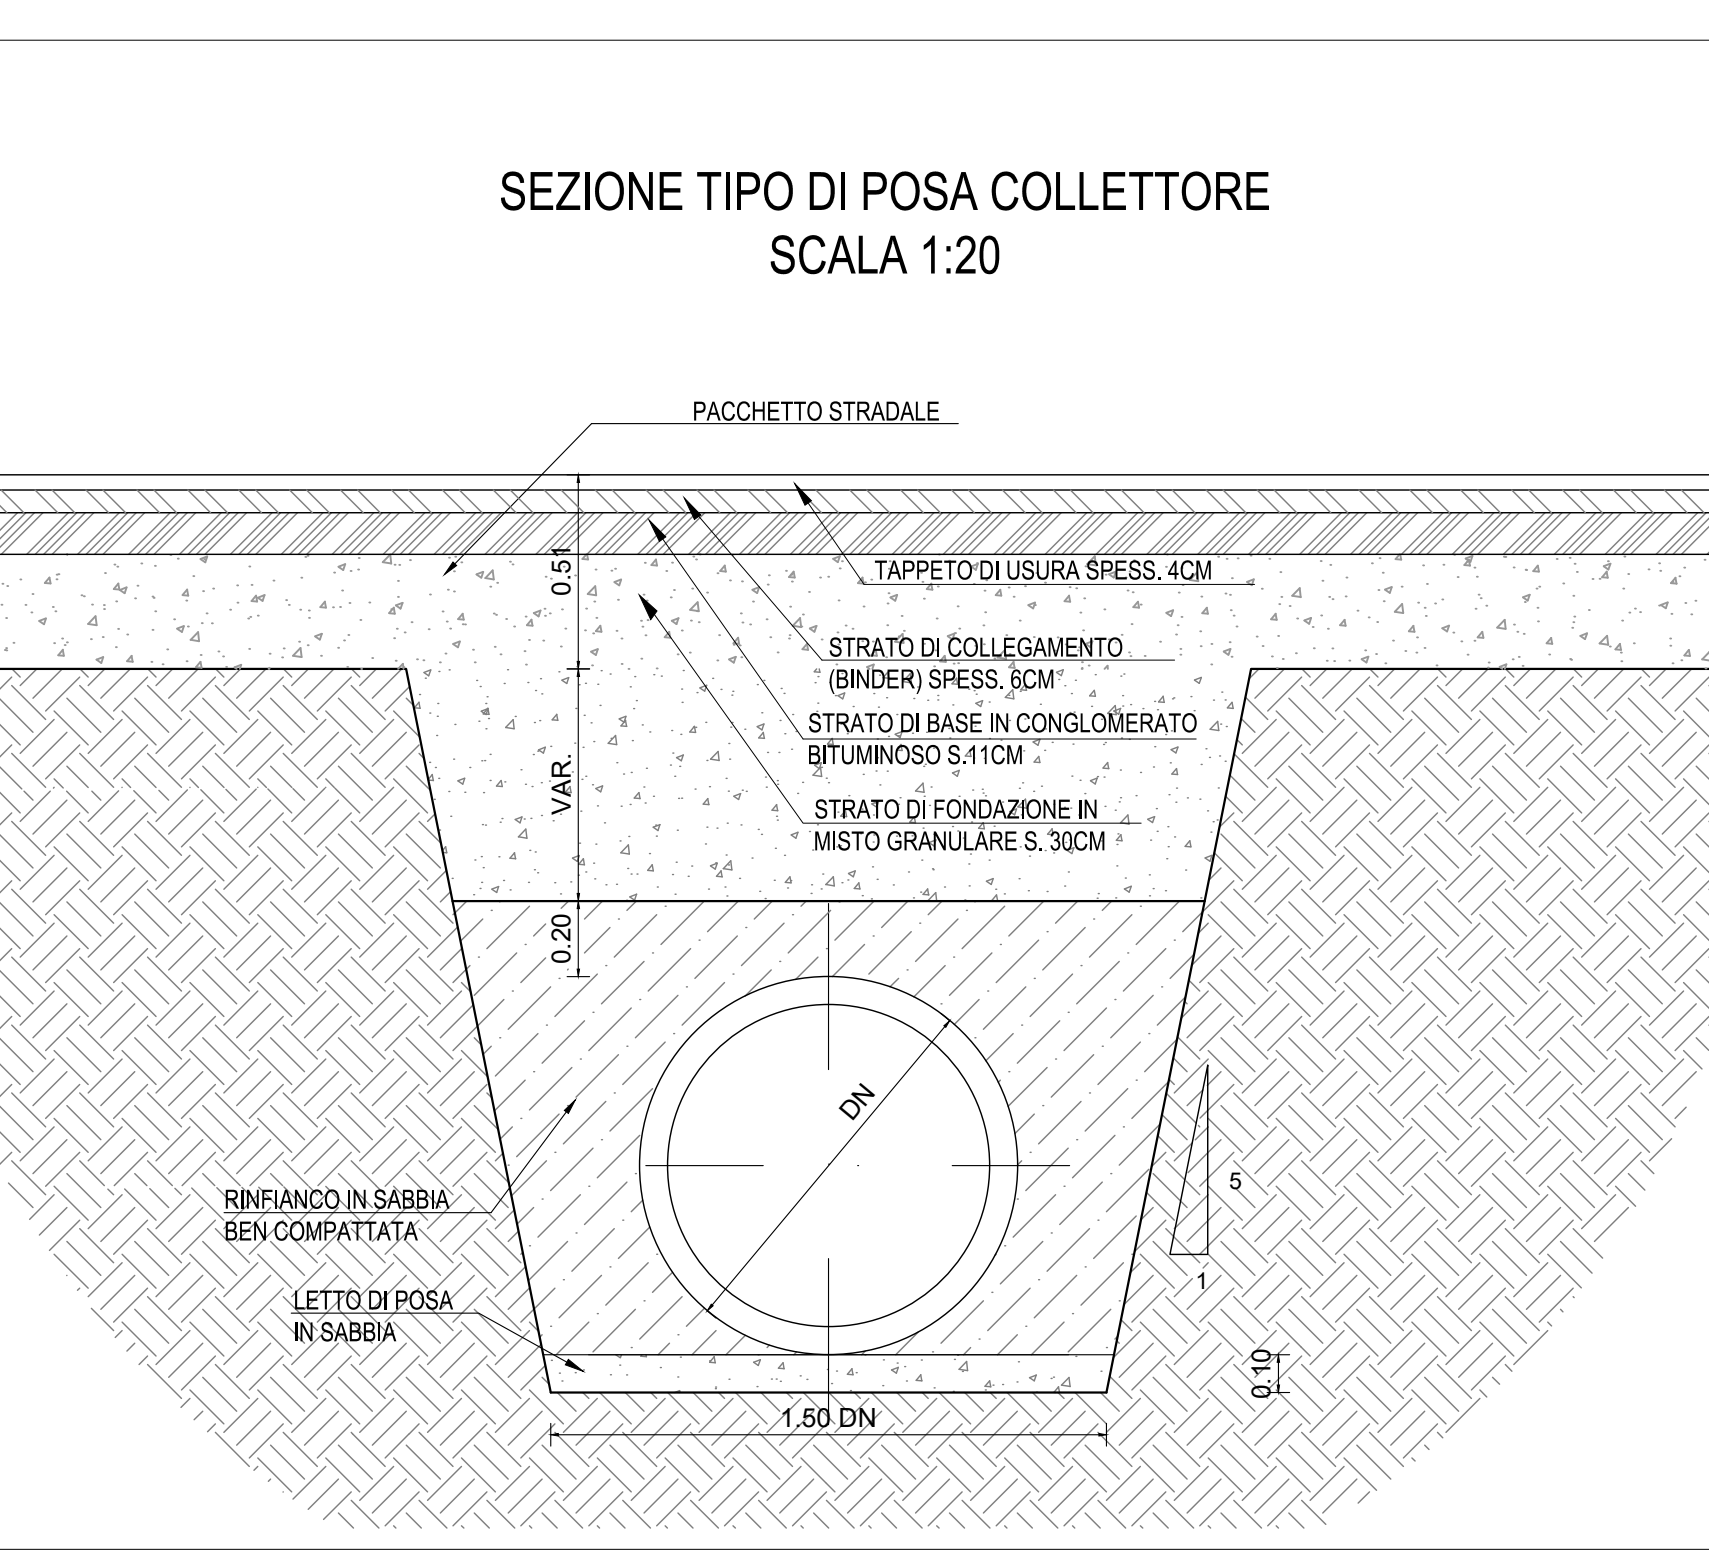 SEZIONE TIPO DI POSA COLLETTORE
SCALA 1:20
PACCHETTO STRADALE
0.51
TAPPETO DI USURA SPESS. 4CM
STRATO DI COLLEGAMENTO
(BINDER) SPESS. 6CM
STRATO DI BASE IN CONGLOMERATO
BITUMINOSO S.11CM
VAR.
STRATO DI FONDAZIONE IN
MISTO GRANULARE S. 30CM
0.20
DN
5
1
RINFIANCO IN SABBIA
BEN COMPATTATA
LETTO DI POSA
IN SABBIA
0.10
1.50 DN